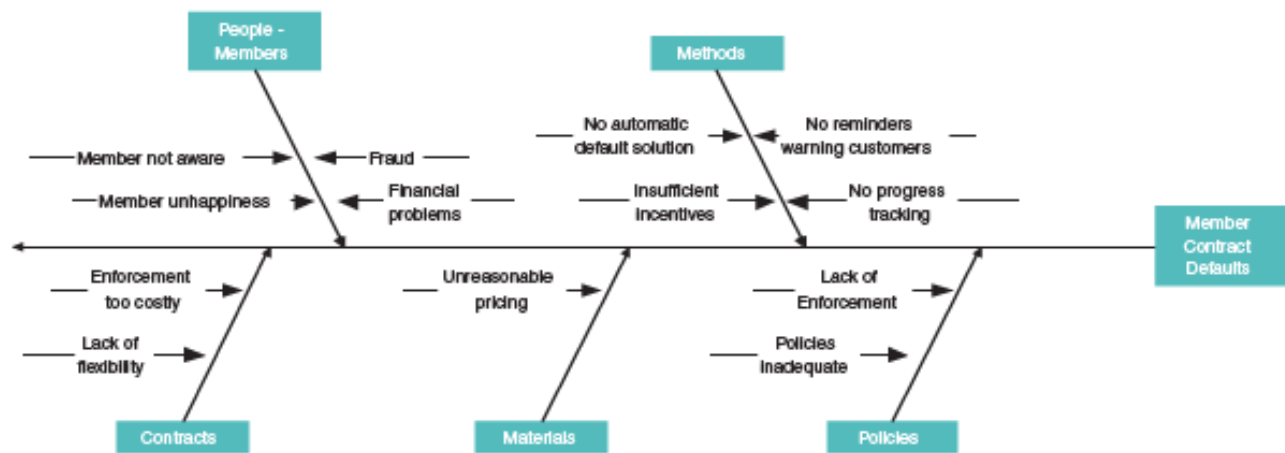 People -
Members
Methods
No automatic
default solution
No reminders
warning customers
Member not aware
Fraud
Member unhappiness
Financial
problems
Insufficient
incentives
No progress
tracking
Member
Contract
Defaults
Enforcement
too costly
Unreasonable
pricing
Lack of
Enforcement
Lack of
flexibility
Policies
inadequate
Contracts
Materials
Policies